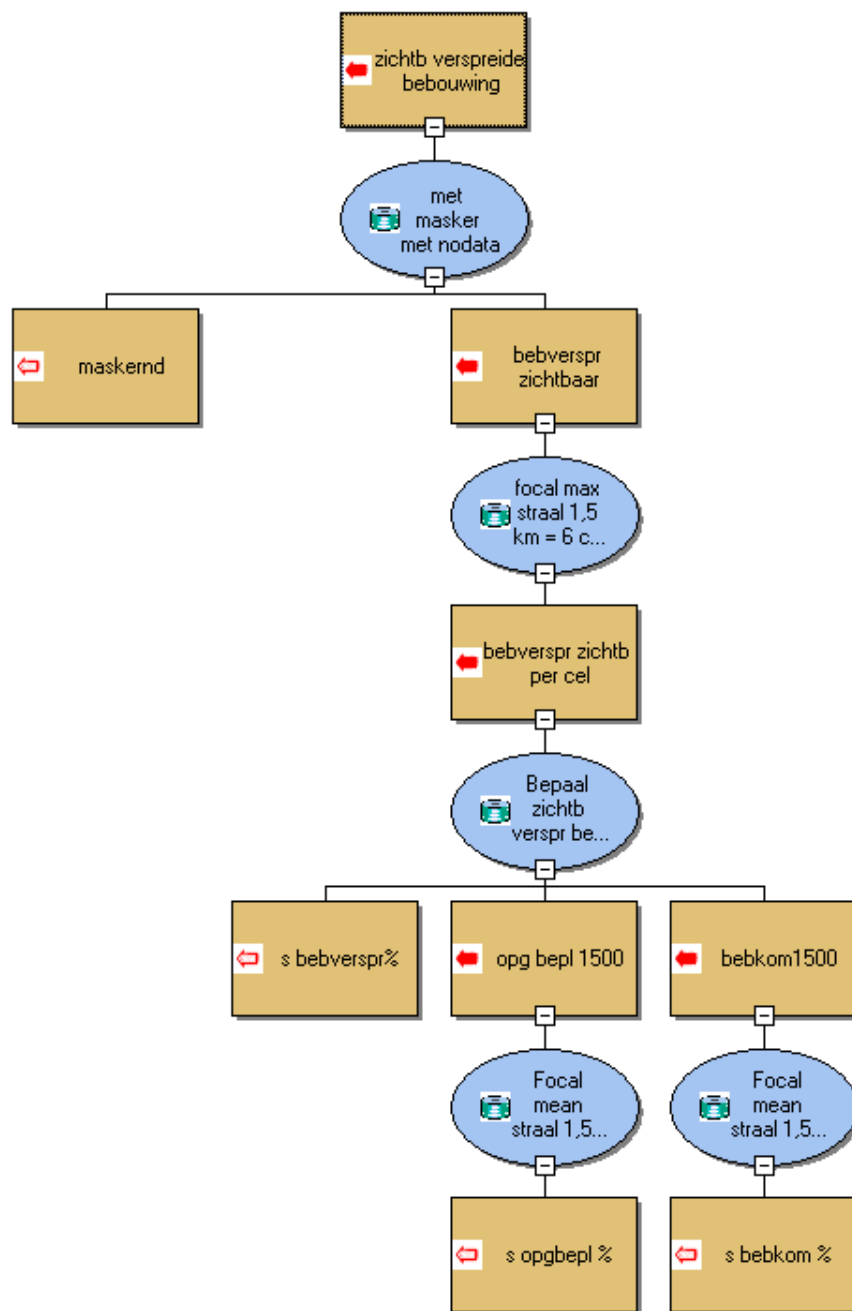 zichtb verspreide
bebouwing
met
masker
met nodata
maskernd
bebverspr
zichtbaar
focal max
straal 1,5
km = 6 c...
bebverspr zichtb
per cel
Bepaal
zichtb
verspr be...
s bebverspr%
opg bepl 1500
bebkom1500
Focal
mean
straal 1,5...
Focal
mean
straal 1,5...
s opgbepl %
s bebkom %